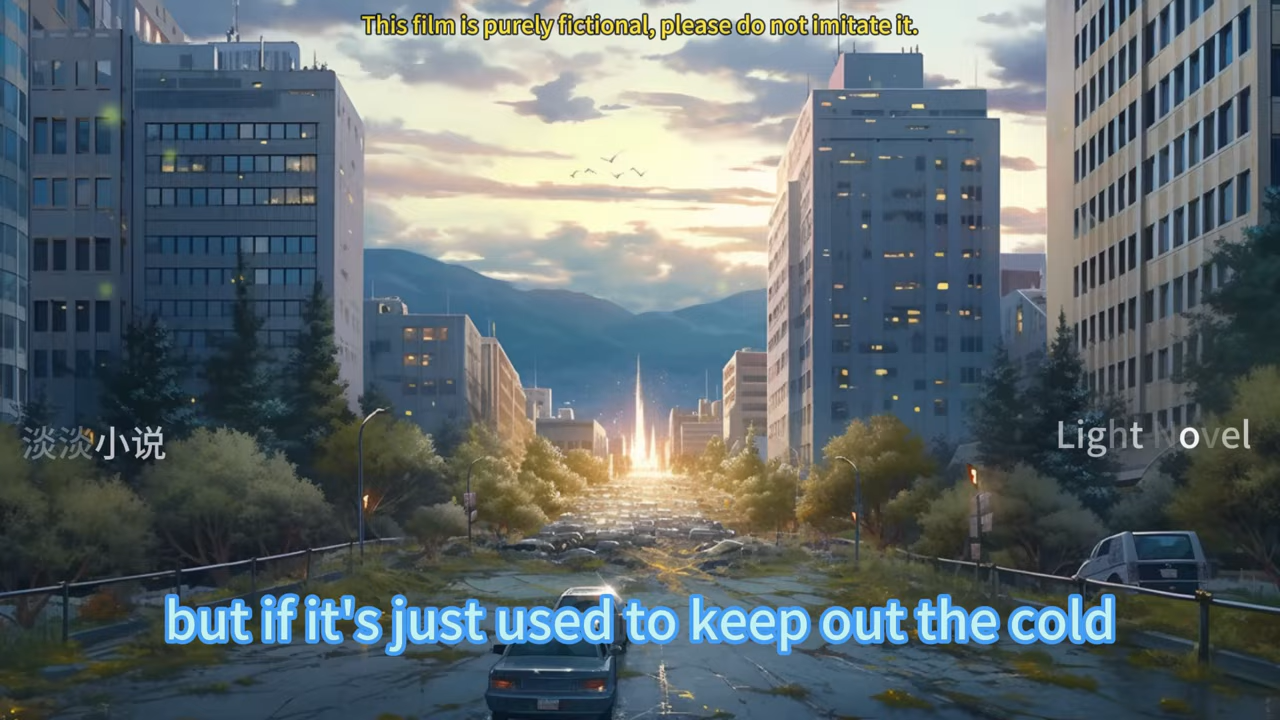 This film is purely fictional, please do not imitate it.
淡淡小说
Light Novel
but if it's just used to keep out the cold